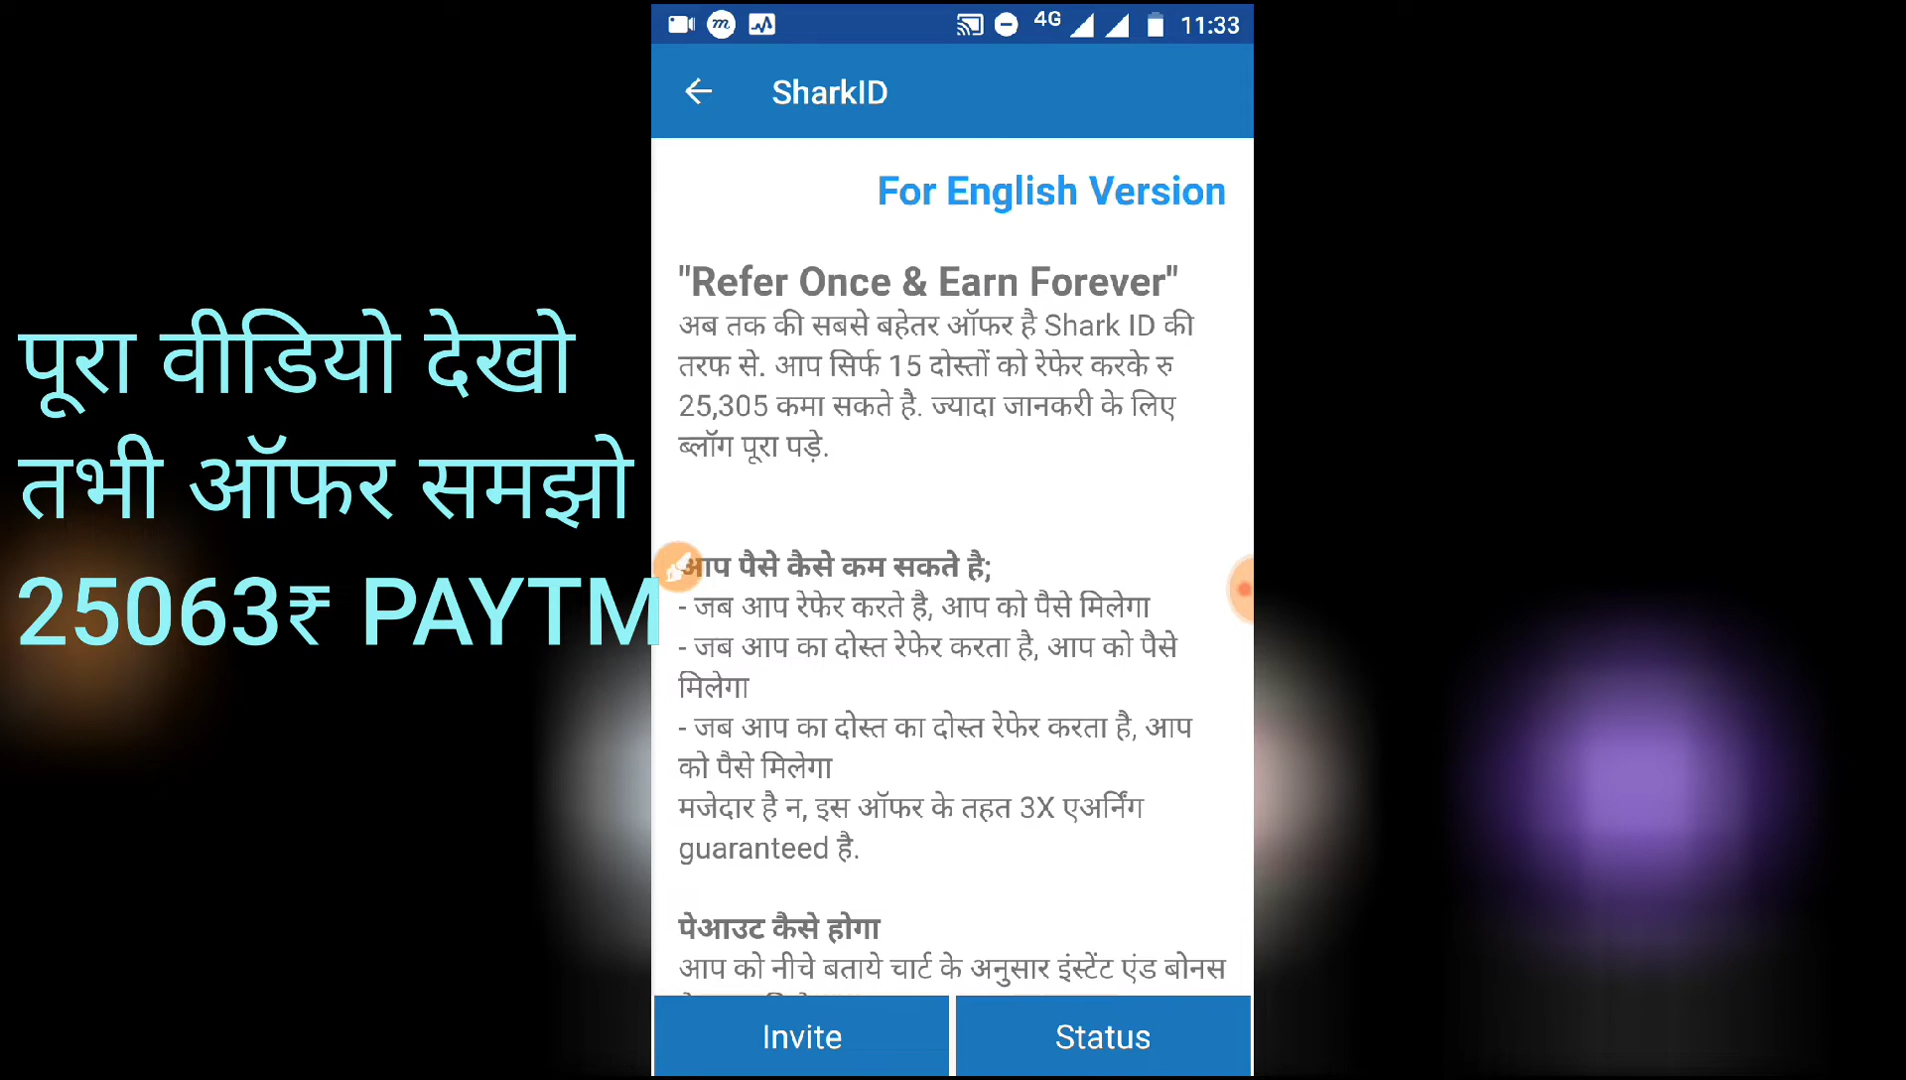 11:33
4G
SharkID
For English Version
"Refer Once & Earn Forever"
अब तक की सबसे बहेतर ऑफर है Shark ID की
तरफ से. आप सिर्फ 15 दोस्तों को रेफेर करके रु
25,305 कमा सकते है. ज्यादा जानकरी के लिए
ब्लॉग पूरा पड़े.
आप पैसे कैसे कम सकते है;
- जब आप रेफेर करते है, आप को पैसे मिलेगा
- जब आप का दोस्त रेफेर करता है, आप को पैसे
मिलेगा
- जब आप का दोस्त का दोस्त रेफेर करता है, आप
को पैसे मिलेगा
मजेदार है न, इस ऑफर के तहत 3X एअर्निंग
guaranteed है.
पेआउट कैसे होगा
आप को नीचे बताये चार्ट के अनुसार इंस्टेंट एंड बोनस
Invite
Status
पूरा वीडियो देखो
तभी ऑफर समझो
25063₹ PAYTM